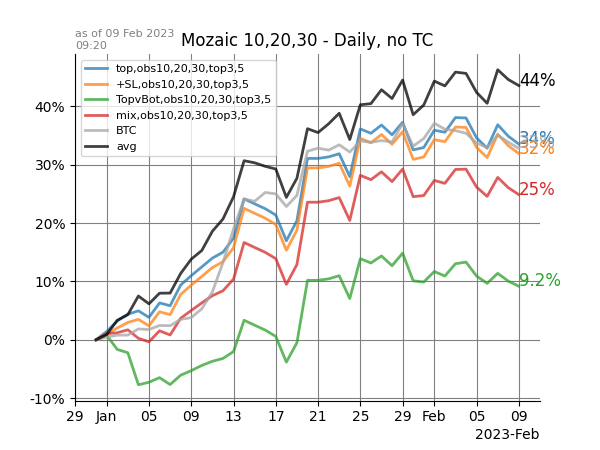 as of 09 Feb 2023
09:20
Mozaic 10,20,30 - Daily, no TC
top,obs10,20,30,top3,5
+SL,obs10,20,30,top3,5
TopvBot,obs10,20,30,top3,5
mix,obs10,20,30,top3,5
BTC
avg
44%
34%
32%
25%
9.2%
40%
30%
20%
10%
0%
-10%
29 Jan 05 09 13 17 21 25 29 Feb 05 09
2023-Feb